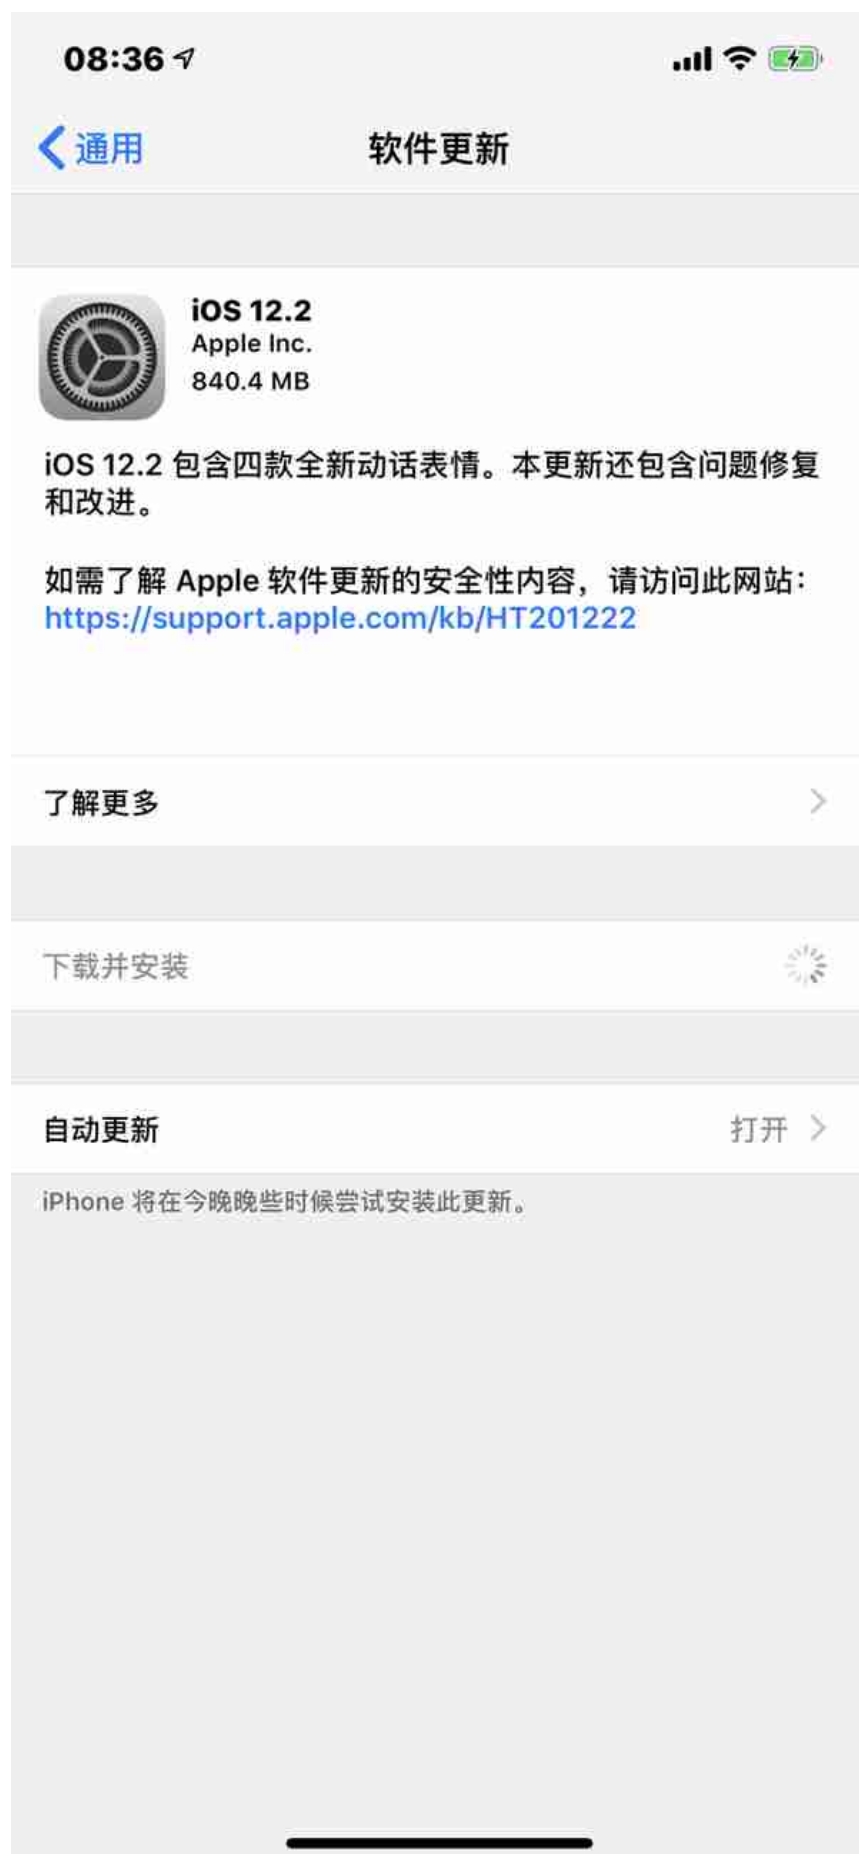 08:36
通用
软件更新
iOS 12.2
Apple Inc.
840.4 MB
iOS 12.2 包含四款全新动话表情。本更新还包含问题修复
和改进。
如需了解 Apple 软件更新的安全性内容，请访问此网站：
https://support.apple.com/kb/HT201222
了解更多
下载并安装
自动更新 打开
iPhone 将在今晚晚些时候尝试安装此更新。